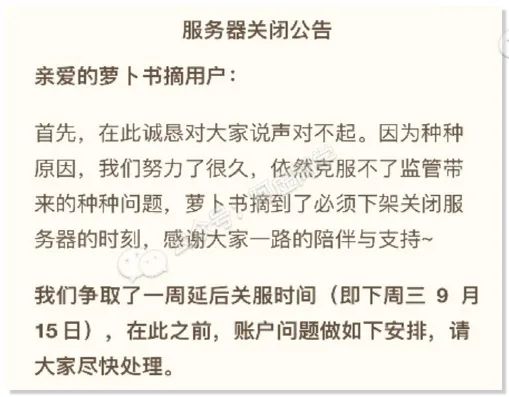 服务器关闭公告
亲爱的萝卜书摘用户：
首先，在此诚恳对大家说声对不起。因为种种
原因，我们努力了很久，依然克服不了监管带
来的种种问题，萝卜书摘到了必须下架关闭服
务器的时刻，感谢大家一路的陪伴与支持~
我们争取了一周延后关服时间（即下周三 9 月
15日），在此之前，账户问题做如下安排，请
大家尽快处理。